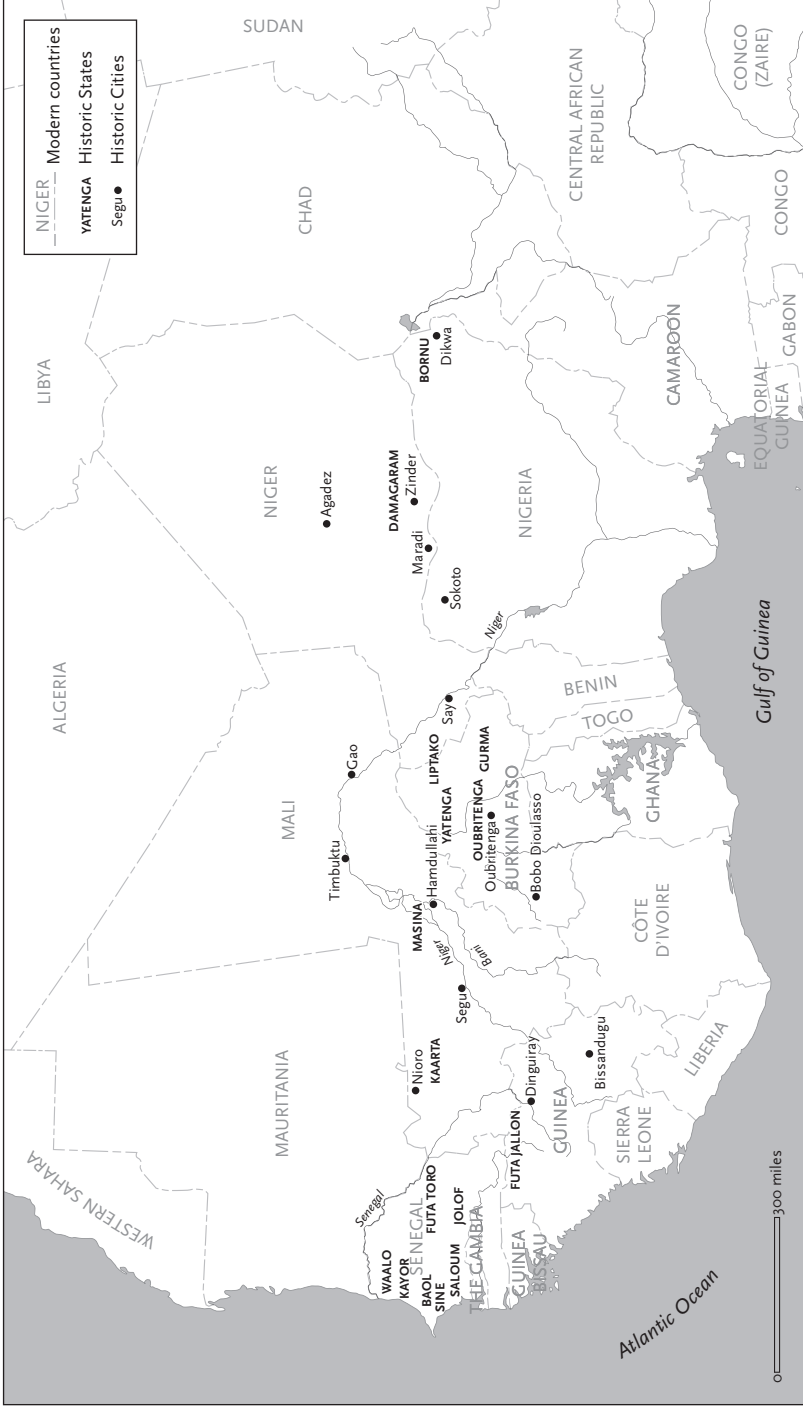 NIGER
Modern countries
YATENGA
Historic States
Segu
Historic Cities
SUDAN
LIBYA
CHAD
ALGERIA
NIGER
Agadez
MALI
MAURITANIA
WESTERN SAHARA
CENTRAL AFRICAN
REPUBLIC
CONGO
(ZAIRE)
CONGO
GABON
EQUATORIAL
GUINEA
CAMAROON
BORNU
Dikwa
DAMAGARAM
Zinder
Maradi
Sokoto
NIGERIA
Niger
Say
Gao
Timbuktu
BENIN
TOGO
GHANA
LIPTAKO
GURMA
YATENGA
OUBRITENGA
Oubritenga
BURKINA FASO
Bobo Dioulasso
Hamdullahi
MASINA
Niger
Bani
Segu
CÔTE
D'IVOIRE
Nioro
KAARTA
Dinguiray
Bissandugu
LIBERIA
SIERRA
LEONE
GUINEA
FUTA JALLON
Senegal
WAALO
KAYOR
SENEGAL
FUTA TORO
BAOL
SINE
SALOUM
JOLOF
THE GAMBIA
GUINEA
BISSAU
Atlantic Ocean
Gulf of Guinea
0
300 miles